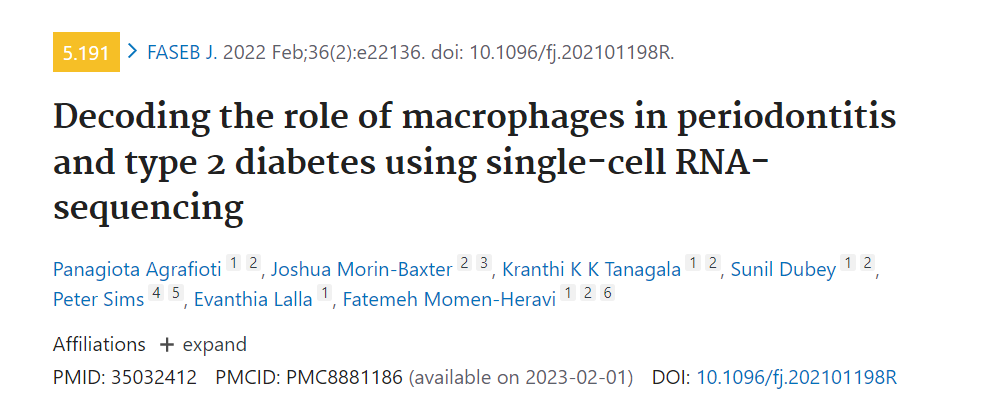 5.191 > FASEB J. 2022 Feb;36(2):e22136. doi: 10.1096/fj.202101198R.
Decoding the role of macrophages in periodontitis
and type 2 diabetes using single-cell RNA-
sequencing
Panagiota Agrafioti 1 2, Joshua Morin-Baxter 2 3, Kranthi K K Tanagala 1 2, Sunil Dubey 1 2,
Peter Sims 4 5, Evanthia Lalla 1, Fatemeh Momen-Heravi 1 2 6
Affiliations + expand
PMID: 35032412 PMCID: PMC8881186 (available on 2023-02-01) DOI: 10.1096/fj.202101198R